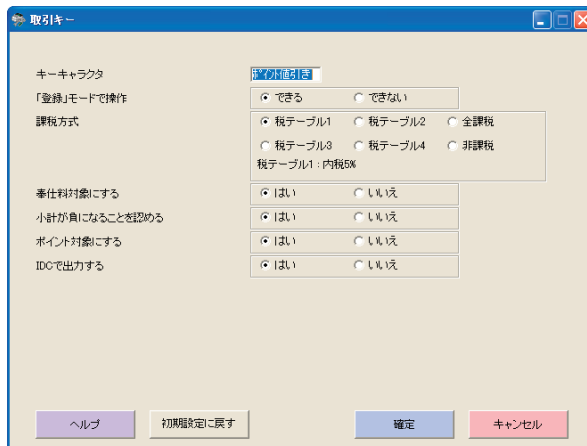 取引キー
キーキャラクタ ﾎﾟｲﾝﾄ値引き
「登録」モードで操作 できる できない
課税方式 税テーブル1 税テーブル2 全課税
税テーブル3 税テーブル4 非課税
税テーブル1：内税5%
奉仕料対象にする はい いいえ
小計が負になることを認める はい いいえ
ポイント対象にする はい いいえ
IDCで出力する はい いいえ
ヘルプ 初期設定に戻す 確定 キャンセル